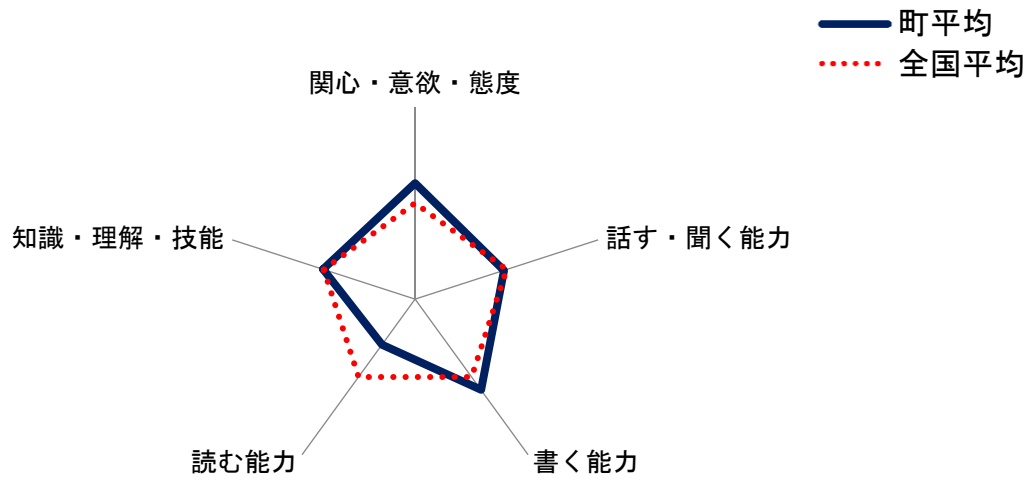 町平均
全国平均
関心・意欲・態度
話す・聞く能力
書く能力
読む能力
知識・理解・技能